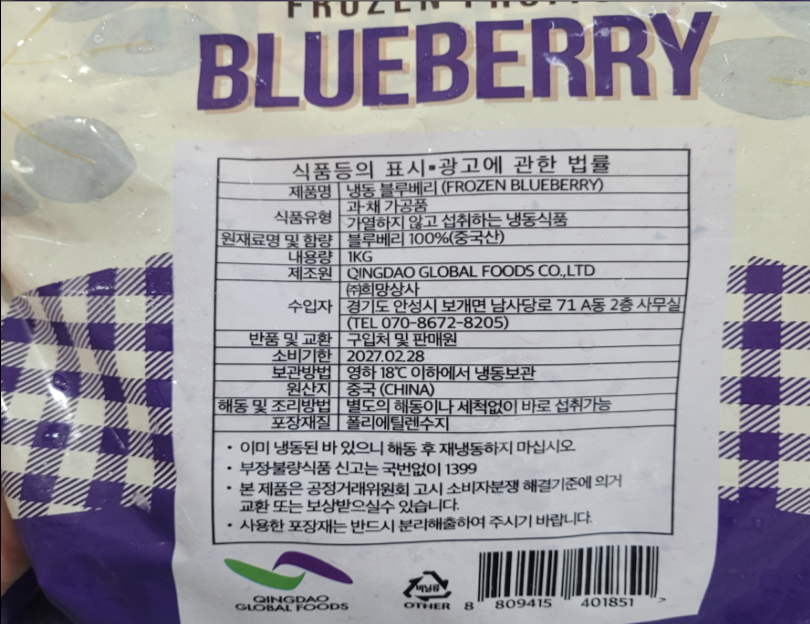 FROZEN FRUITS
BLUEBERRY
식품등의 표시•광고에 관한 법률
제품명 냉동 블루베리 (FROZEN BLUEBERRY)
식품유형 과·채 가공품
가열하지 않고 섭취하는 냉동식품
원재료명 및 함량 블루베리 100%(중국산)
내용량 1KG
제조원 QINGDAO GLOBAL FOODS CO.,LTD
수입자 ㈜희망상사
경기도 안성시 보개면 남사당로 71 A동 2층 사무실
(TEL 070-8672-8205)
반품 및 교환 구입처 및 판매원
소비기한 2027.02.28
보관방법 영하 18℃ 이하에서 냉동보관
원산지 중국 (CHINA)
해동 및 조리방법 별도의 해동이나 세척없이 바로 섭취가능
포장재질 폴리에틸렌수지
• 이미 냉동된 바 있으니 해동 후 재냉동하지 마십시오
• 부정·불량식품 신고는 국번없이 1399
• 본 제품은 공정거래위원회 고시 소비자분쟁 해결기준에 의거
교환 또는 보상받으실수 있습니다.
• 사용한 포장재는 반드시 분리해출하여 주시기 바랍니다.
QINGDAO
GLOBAL FOODS
비닐류
OTHER
8 809415 401851 >